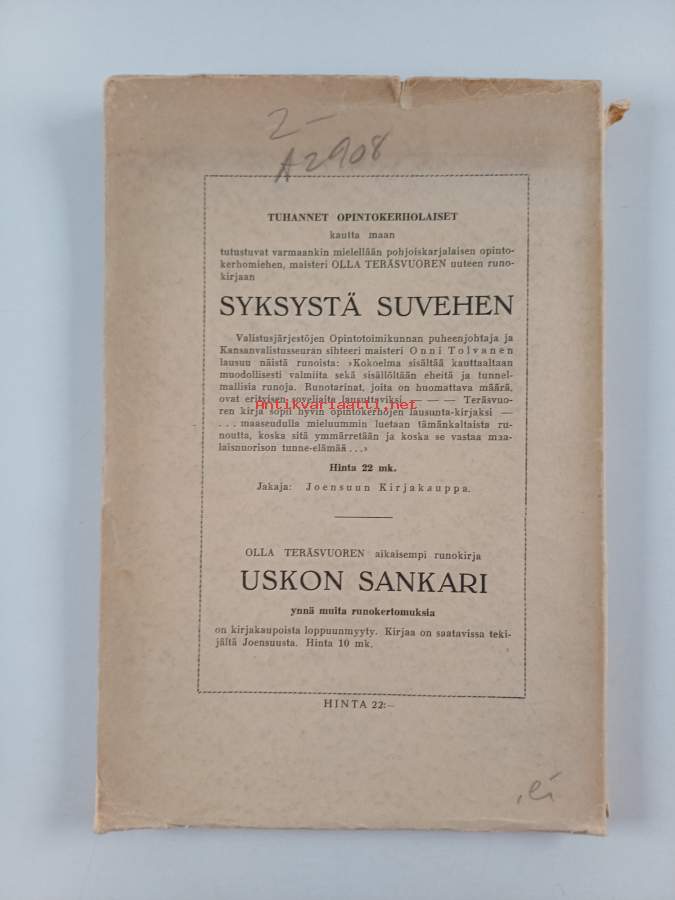 2–
A2908
TUHANNET OPINTOKERHOLAISET
kautta maan
tutustuvat varmaankin mielellään pohjoiskarjalaisen opinto-
kerhomiehen, maisteri OLLA TERÄSVUOREN uuteen runo-
kirjaan
SYKSYSTÄ SUVEHEN
Valistusjärjestöjen Opintotoimikunnan puheenjohtaja ja
Kansanvalistusseuran sihteeri maisteri Onni Tolvanen
lausuu näistä runoista: ›Kokoelma sisältää kauttaaltaan
muodollisesti valmiita sekä sisällöltään eheitä ja tunnel-
mallisia runoja. Runotarinat, joita on huomattava määrä,
ovat erityisen soveliaita lausuttaviksi — — — Teräsvuo-
ren kirja sopii hyvin opintokerhojen lausunta-kirjaksi —
... maaseudulla mieluummin luetaan tämänkaltaista ru-
noutta, koska sitä ymmärretään ja koska se vastaa maa-
laisnuorison tunne-elämää...›
Antikvariaatti.net
Hinta 22 mk.
Jakaja: Joensuun Kirjakauppa.
OLLA TERÄSVUOREN aikaisempi runokirja
USKON SANKARI
ynnä muita runokertomuksia
on kirjakaupoista loppuunmyyty. Kirjaa on saatavissa teki-
jältä Joensuusta. Hinta 10 mk.
HINTA 22:–